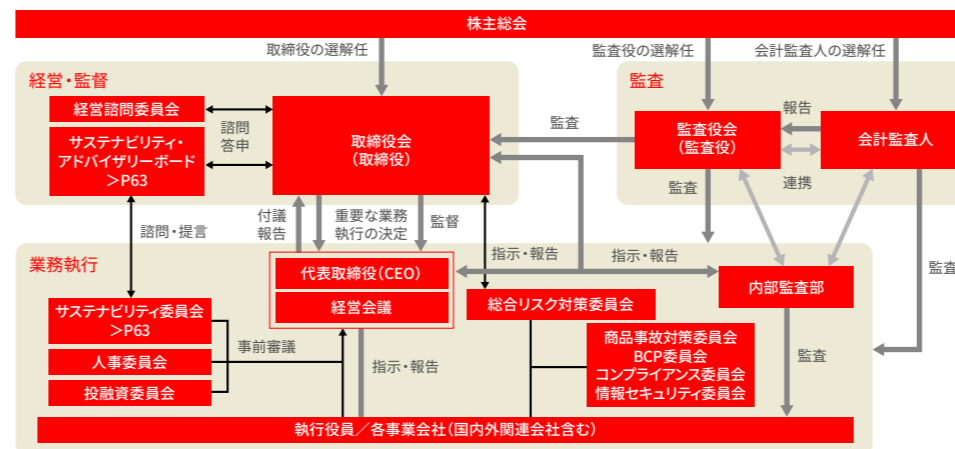 株主総会
取締役の選解任
監査役の選解任
会計監査人の選解任
経営・監督
監査
経営諮問委員会
サステナビリティ・
アドバイザリーボード
>P63
諮問
答申
取締役会
（取締役）
監査
監査役会
（監査役）
報告
連携
会計監査人
監査
諮問・提言
付議
報告
重要な業務
執行の決定
監督
指示・報告
指示・報告
監査
業務執行
代表取締役（CEO）
経営会議
総合リスク対策委員会
内部監査部
サステナビリティ委員会
>P63
人事委員会
投融資委員会
事前審議
指示・報告
商品事故対策委員会
BCP委員会
コンプライアンス委員会
情報セキュリティ委員会
監査
執行役員／各事業会社（国内外関連会社含む）